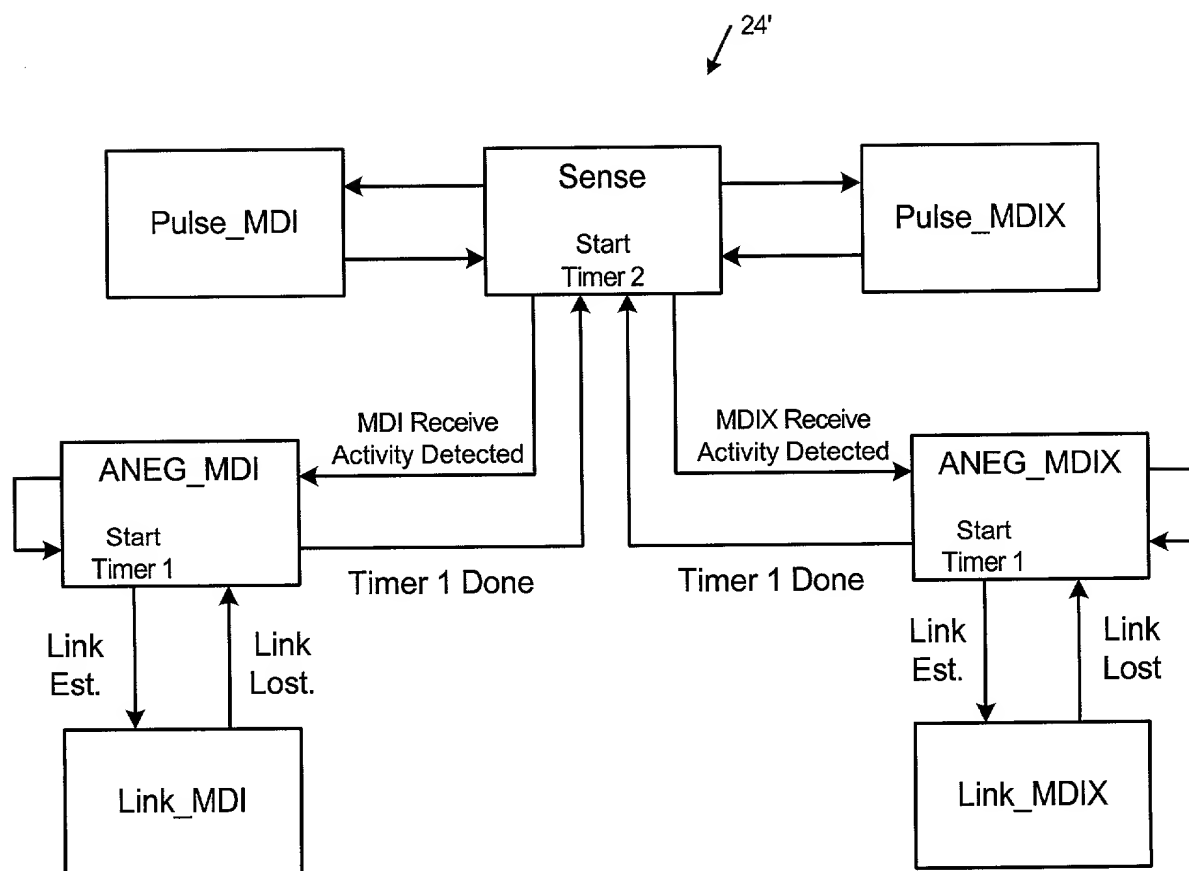 24'
Pulse_MDI
Sense
Start
Timer 2
Pulse_MDIX
MDI Receive
Activity Detected
MDIX Receive
Activity Detected
ANEG_MDI
Start
Timer 1
ANEG_MDIX
Start
Timer 1
Timer 1 Done
Timer 1 Done
Link
Est.
Link
Lost.
Link
Est.
Link
Lost
Link_MDI
Link_MDIX